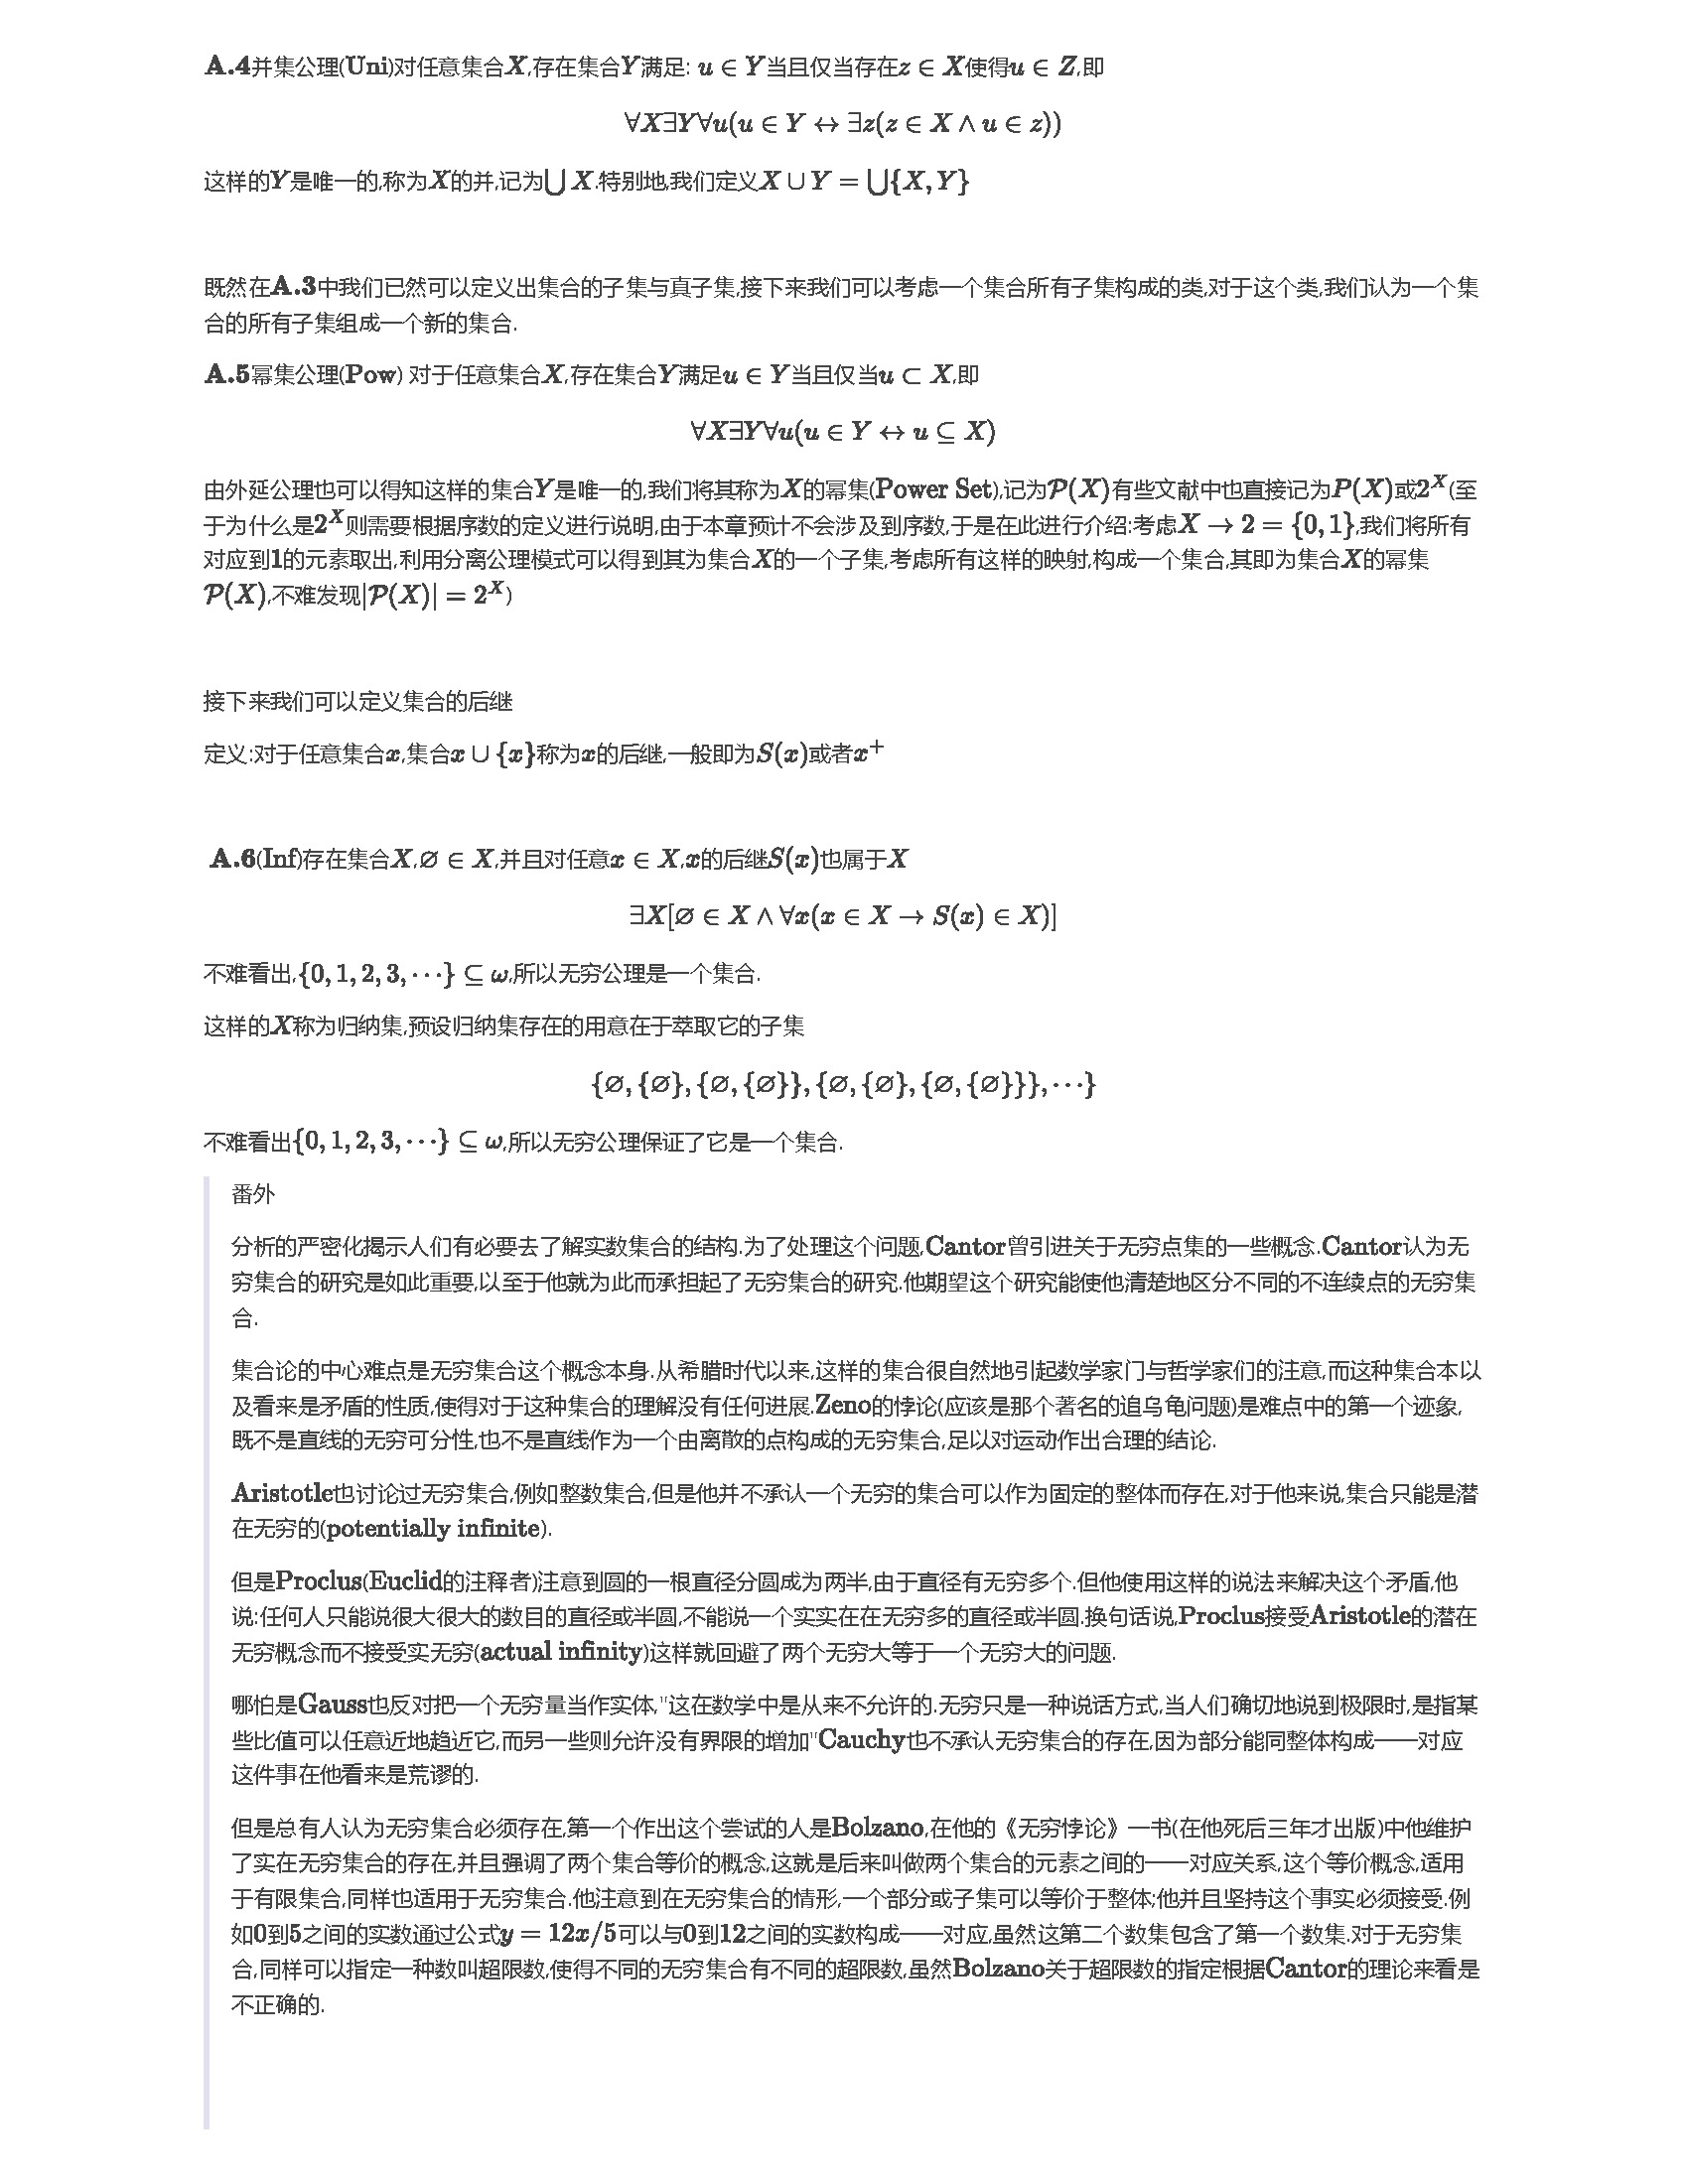 A.4并集公理(Uni)对任意集合X,存在集合Y满足: u ∈ Y当且仅当存在z ∈ X使得u ∈ Z,即
∀X∃Y∀u(u ∈ Y ↔ ∃z(z ∈ X ∧ u ∈ z))
这样的Y是唯一的,称为X的并,记为⋃ X.特别地,我们定义X ∪ Y = ⋃{X, Y}
既然在A.3中我们已然可以定义出集合的子集与真子集,接下来我们可以考虑一个集合所有子集构成的类,对于这个类,我们认为一个集
合的所有子集组成一个新的集合.
A.5幂集公理(Pow) 对于任意集合X,存在集合Y满足u ∈ Y当且仅当u ⊂ X,即
∀X∃Y∀u(u ∈ Y ↔ u ⊆ X)
由外延公理也可以得知这样的集合Y是唯一的,我们将其称为X的幂集(Power Set),记为𝒫(X)有些文献中也直接记为P(X)或2^X(至
于为什么是2^X则需要根据序数的定义进行说明,由于本章预计不会涉及到序数,于是在此进行介绍:考虑X → 2 = {0, 1},我们将所有
对应到1的元素取出,利用分离公理模式可以得到其为集合X的一个子集,考虑所有这样的映射,构成一个集合,其即为集合X的幂集
𝒫(X),不难发现|𝒫(X)| = 2^X)
接下来我们可以定义集合的后继
定义:对于任意集合x,集合x ∪ {x}称为x的后继,一般即为S(x)或者x⁺
A.6(Inf)存在集合X,∅ ∈ X,并且对任意x ∈ X,x的后继S(x)也属于X
∃X[∅ ∈ X ∧ ∀x(x ∈ X → S(x) ∈ X)]
不难看出,{0, 1, 2, 3, ⋯} ⊆ ω,所以无穷公理是一个集合.
这样的X称为归纳集,预设归纳集存在的用意在于萃取它的子集
{∅, {∅}, {∅, {∅}}, {∅, {∅}, {∅, {∅}}}, ⋯}
不难看出{0, 1, 2, 3, ⋯} ⊆ ω,所以无穷公理保证了它是一个集合.
番外
分析的严密化揭示人们有必要去了解实数集合的结构.为了处理这个问题,Cantor曾引进关于无穷点集的一些概念.Cantor认为无
穷集合的研究是如此重要,以至于他就为此而承担起了无穷集合的研究.他期望这个研究能使他清楚地区分不同的不连续点的无穷集
合.
集合论的中心难点是无穷集合这个概念本身.从希腊时代以来,这样的集合很自然地引起数学家门与哲学家们的注意,而这种集合本以
及看来是矛盾的性质,使得对于这种集合的理解没有任何进展.Zeno的悖论(应该是那个著名的追乌龟问题)是难点中的第一个迹象,
既不是直线的无穷可分性,也不是直线作为一个由离散的点构成的无穷集合,足以对运动作出合理的结论.
Aristotle也讨论过无穷集合,例如整数集合,但是他并不承认一个无穷的集合可以作为固定的整体而存在,对于他来说,集合只能是潜
在无穷的(potentially infinite).
但是Proclus(Euclid的注释者)注意到圆的一根直径分圆成为两半,由于直径有无穷多个.但他使用这样的说法来解决这个矛盾,他
说:任何人只能说很大很大的数目的直径或半圆,不能说一个实实在在无穷多的直径或半圆.换句话说,Proclus接受Aristotle的潜在
无穷概念而不接受实无穷(actual infinity)这样就回避了两个无穷大等于一个无穷大的问题.
哪怕是Gauss也反对把一个无穷量当作实体,"这在数学中是从来不允许的.无穷只是一种说话方式,当人们确切地说到极限时,是指某
些比值可以任意近地趋近它,而另一些则允许没有界限的增加"Cauchy也不承认无穷集合的存在,因为部分能同整体构成一一对应
这件事在他看来是荒谬的.
但是总有人认为无穷集合必须存在,第一个作出这个尝试的人是Bolzano,在他的《无穷悖论》一书(在他死后三年才出版)中他维护
了实在无穷集合的存在,并且强调了两个集合等价的概念,这就是后来叫做两个集合的元素之间的一一对应关系,这个等价概念,适用
于有限集合,同样也适用于无穷集合.他注意到在无穷集合的情形,一个部分或子集可以等价于整体;他并且坚持这个事实必须接受.例
如0到5之间的实数通过公式y = 12x/5可以与0到12之间的实数构成一一对应,虽然这第二个数集包含了第一个数集.对于无穷集
合,同样可以指定一种数叫超限数,使得不同的无穷集合有不同的超限数,虽然Bolzano关于超限数的指定根据Cantor的理论来看是
不正确的.